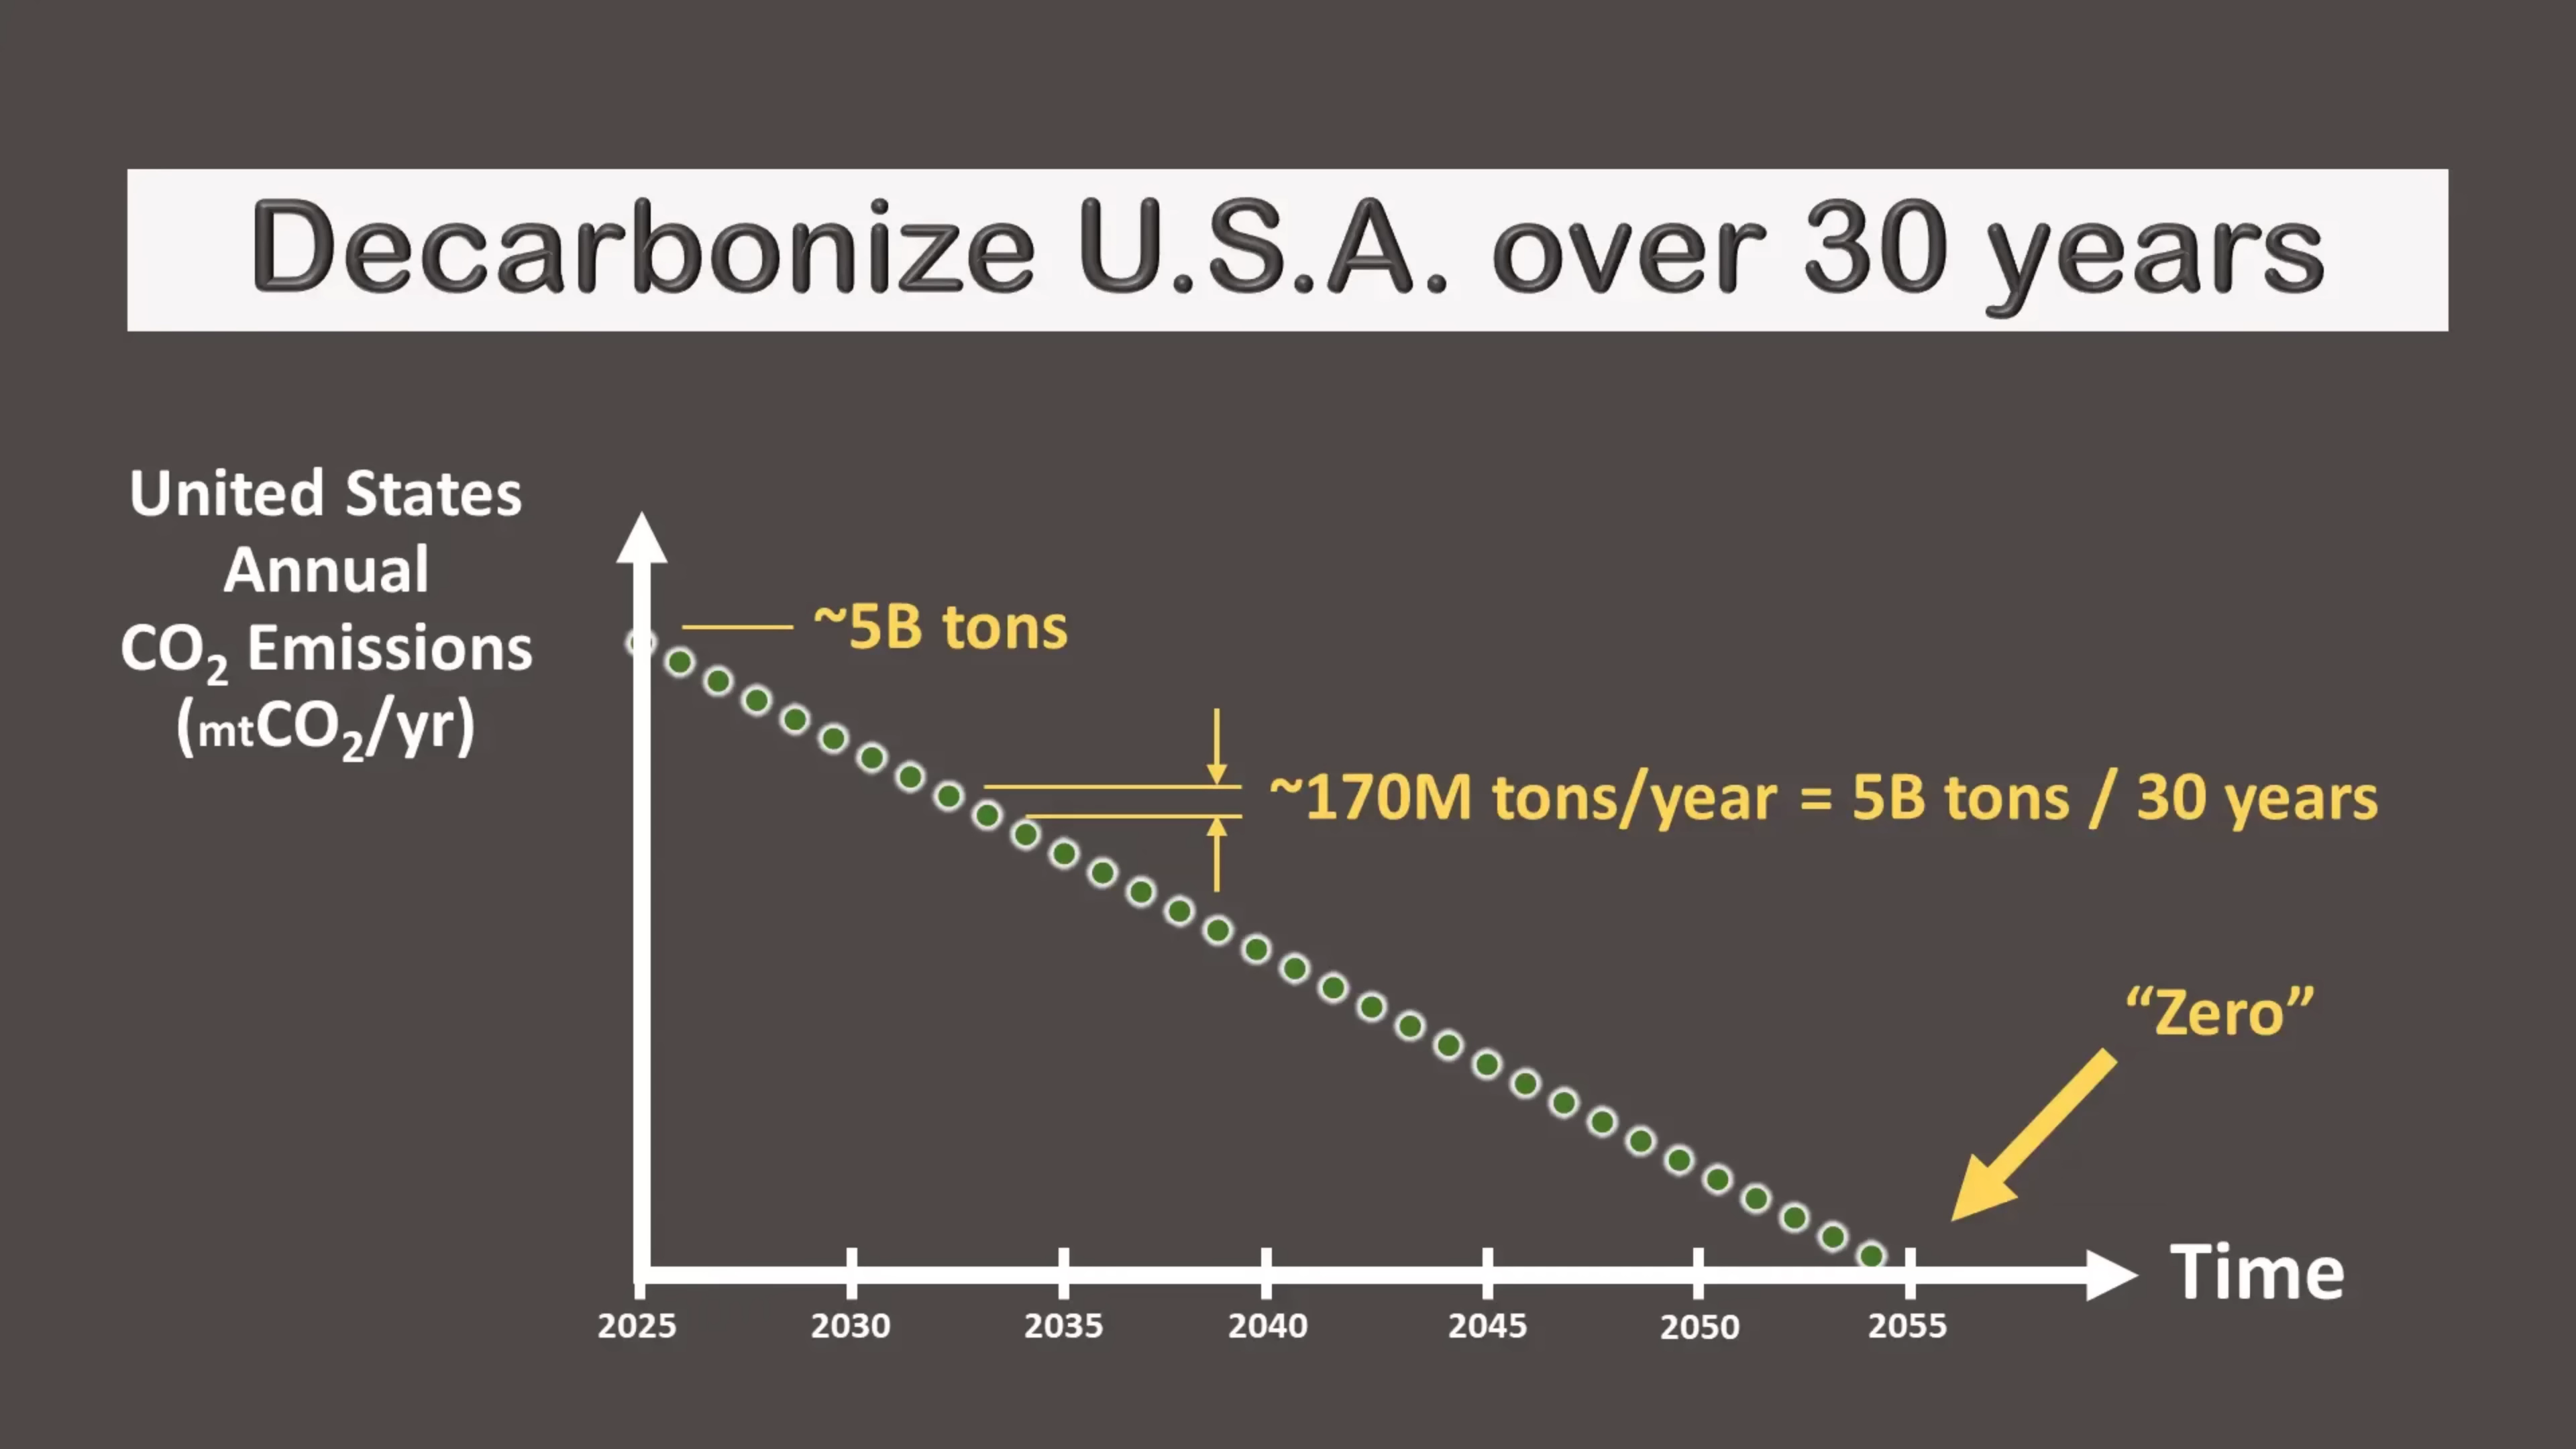 Decarbonize U.S.A. over 30 years
United States
Annual
CO₂ Emissions
(mtCO₂/yr)
~5B tons
~170M tons/year = 5B tons / 30 years
“Zero”
Time
2025 2030 2035 2040 2045 2050 2055